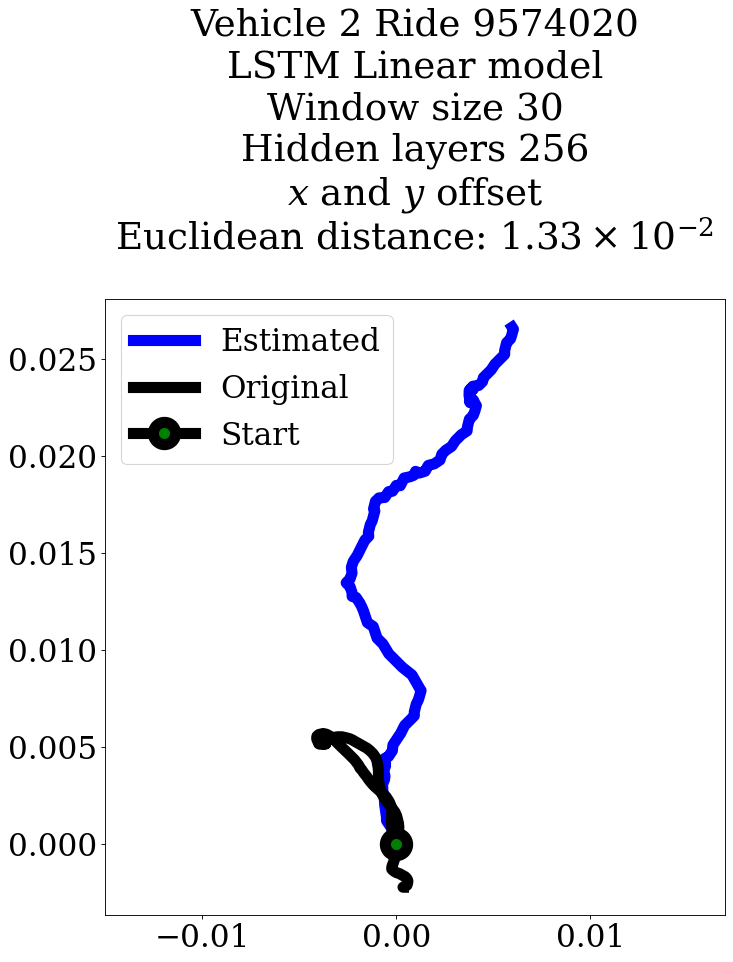 Vehicle 2 Ride 9574020
LSTM Linear model
Window size 30
Hidden layers 256
x and y offset
Euclidean distance: 1.33 × 10⁻²
Estimated
Original
Start
0.025
0.020
0.015
0.010
0.005
0.000
−0.01 0.00 0.01